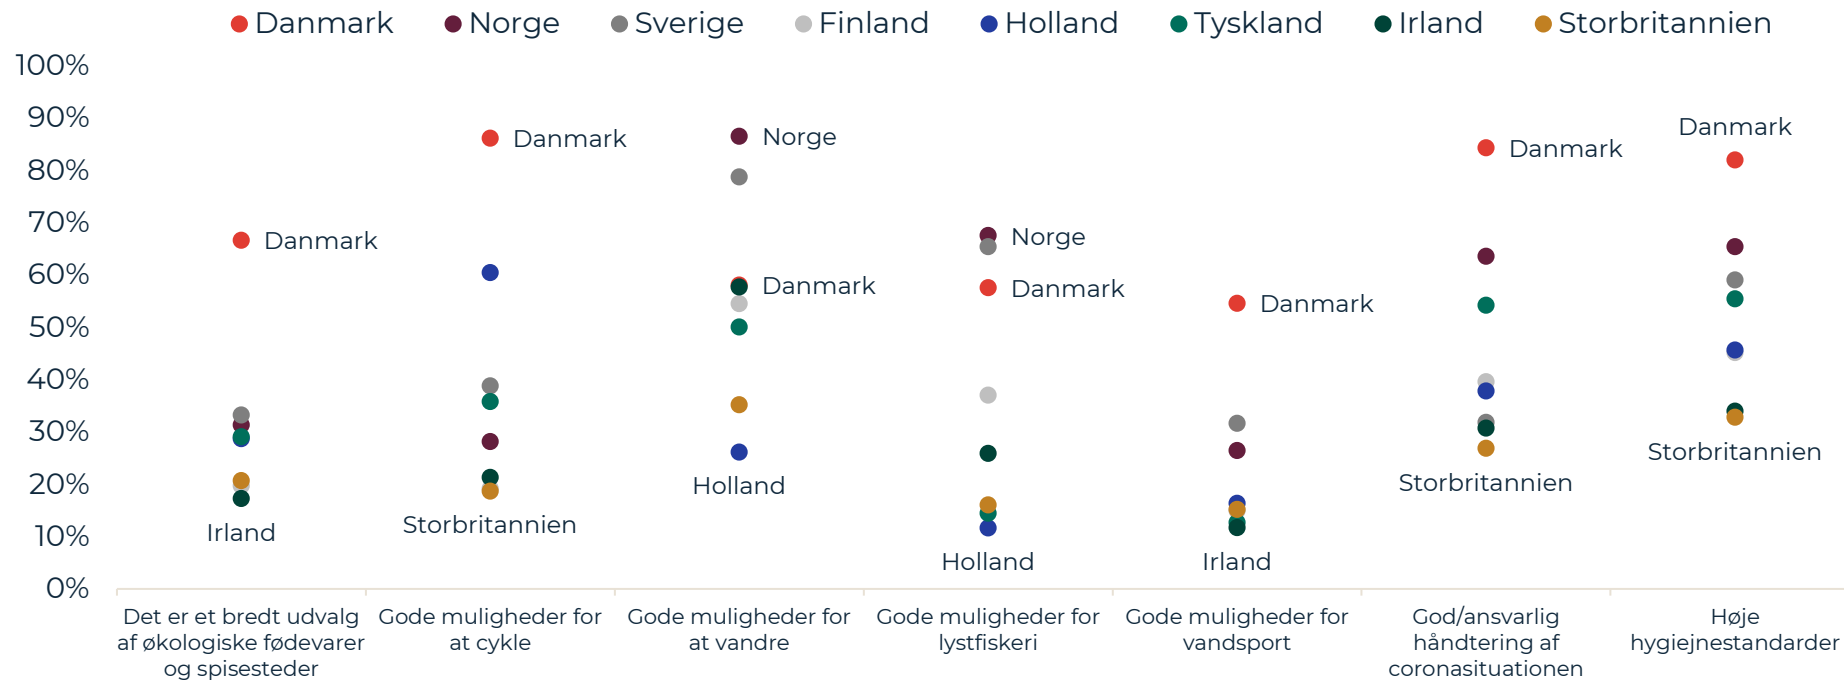 Danmark Norge Sverige Finland Holland Tyskland Irland Storbritannien
100%
90%
80%
70%
60%
50%
40%
30%
20%
10%
0%
Danmark
Irland
Danmark
Storbritannien
Norge
Danmark
Holland
Norge
Danmark
Holland
Danmark
Irland
Danmark
Storbritannien
Danmark
Storbritannien
Det er et bredt udvalg
af økologiske fødevarer
og spisesteder
Gode muligheder for
at cykle
Gode muligheder for
at vandre
Gode muligheder for
lystfiskeri
Gode muligheder for
vandsport
God/ansvarlig
håndtering af
coronasituationen
Høje
hygiejnestandarder